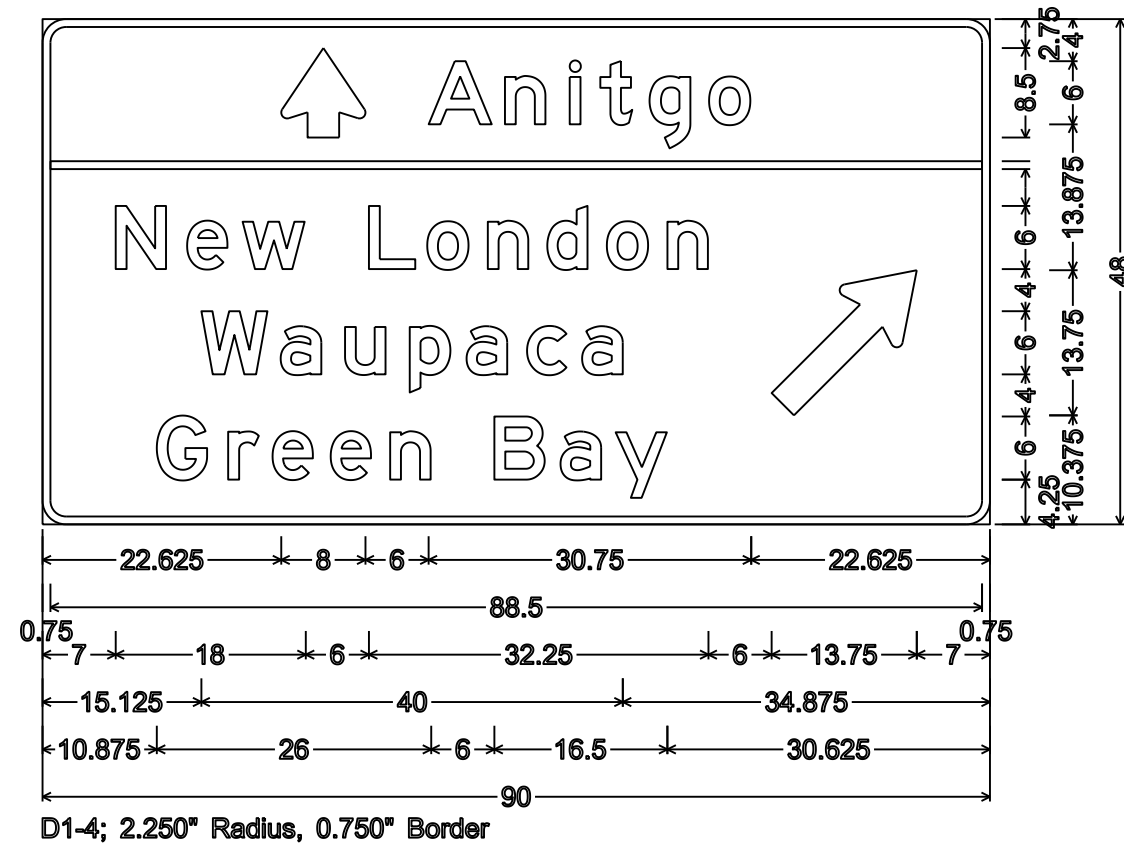 Anitgo
New London
Waupaca
Green Bay
2.75
8.5
6
4
6
4
6
4.25
4
6
13.875
13.75
10.375
48
22.625 8 6 30.75 22.625
88.5
0.75 0.75
7 18 6 32.25 6 13.75 7
15.125 40 34.875
10.875 26 6 16.5 30.625
90
D1-4; 2.250" Radius, 0.750" Border